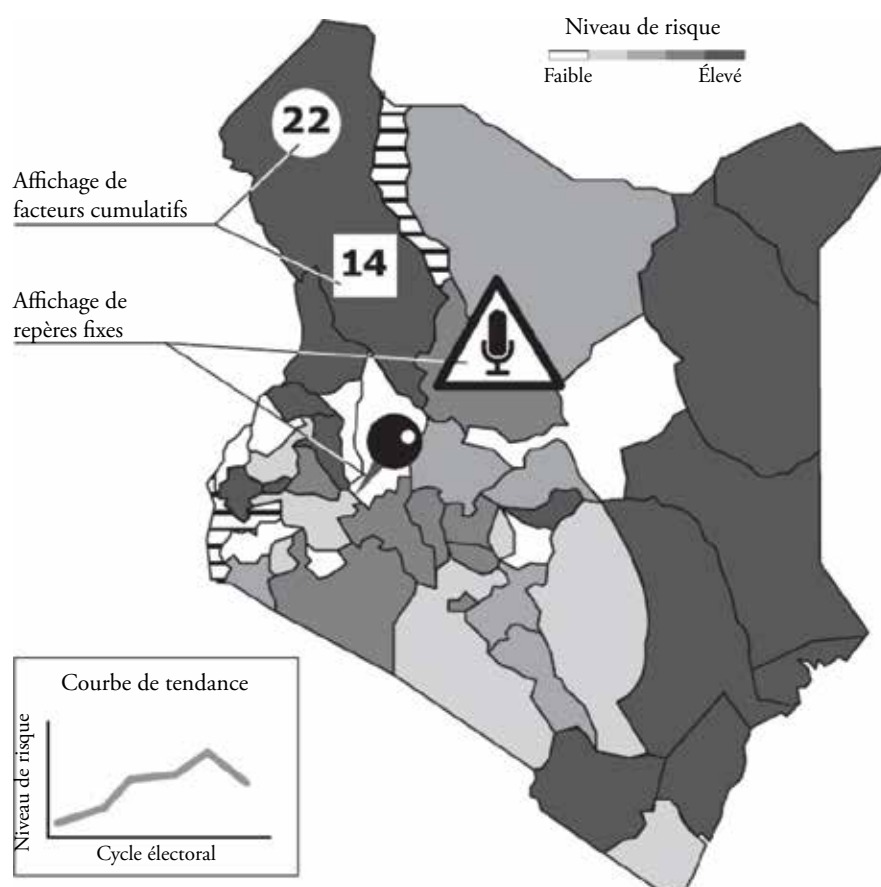 Niveau de risque
Faible
Élevé
22
Affichage de
facteurs cumulatifs
14
Affichage de
repères fixes
Courbe de tendance
Niveau de risque
Cycle électoral